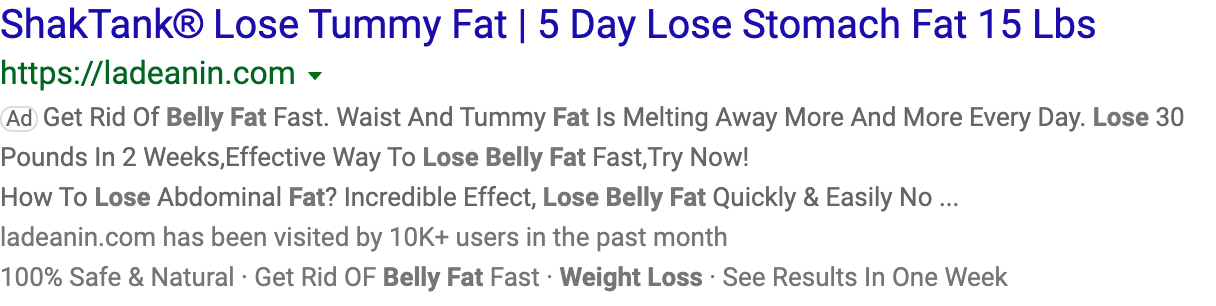 ShakTank® Lose Tummy Fat | 5 Day Lose Stomach Fat 15 Lbs
https://ladeanin.com
Ad Get Rid Of Belly Fat Fast. Waist And Tummy Fat Is Melting Away More And More Every Day. Lose 30
Pounds In 2 Weeks,Effective Way To Lose Belly Fat Fast,Try Now!
How To Lose Abdominal Fat? Incredible Effect, Lose Belly Fat Quickly & Easily No ...
ladeanin.com has been visited by 10K+ users in the past month
100% Safe & Natural · Get Rid OF Belly Fat Fast · Weight Loss · See Results In One Week